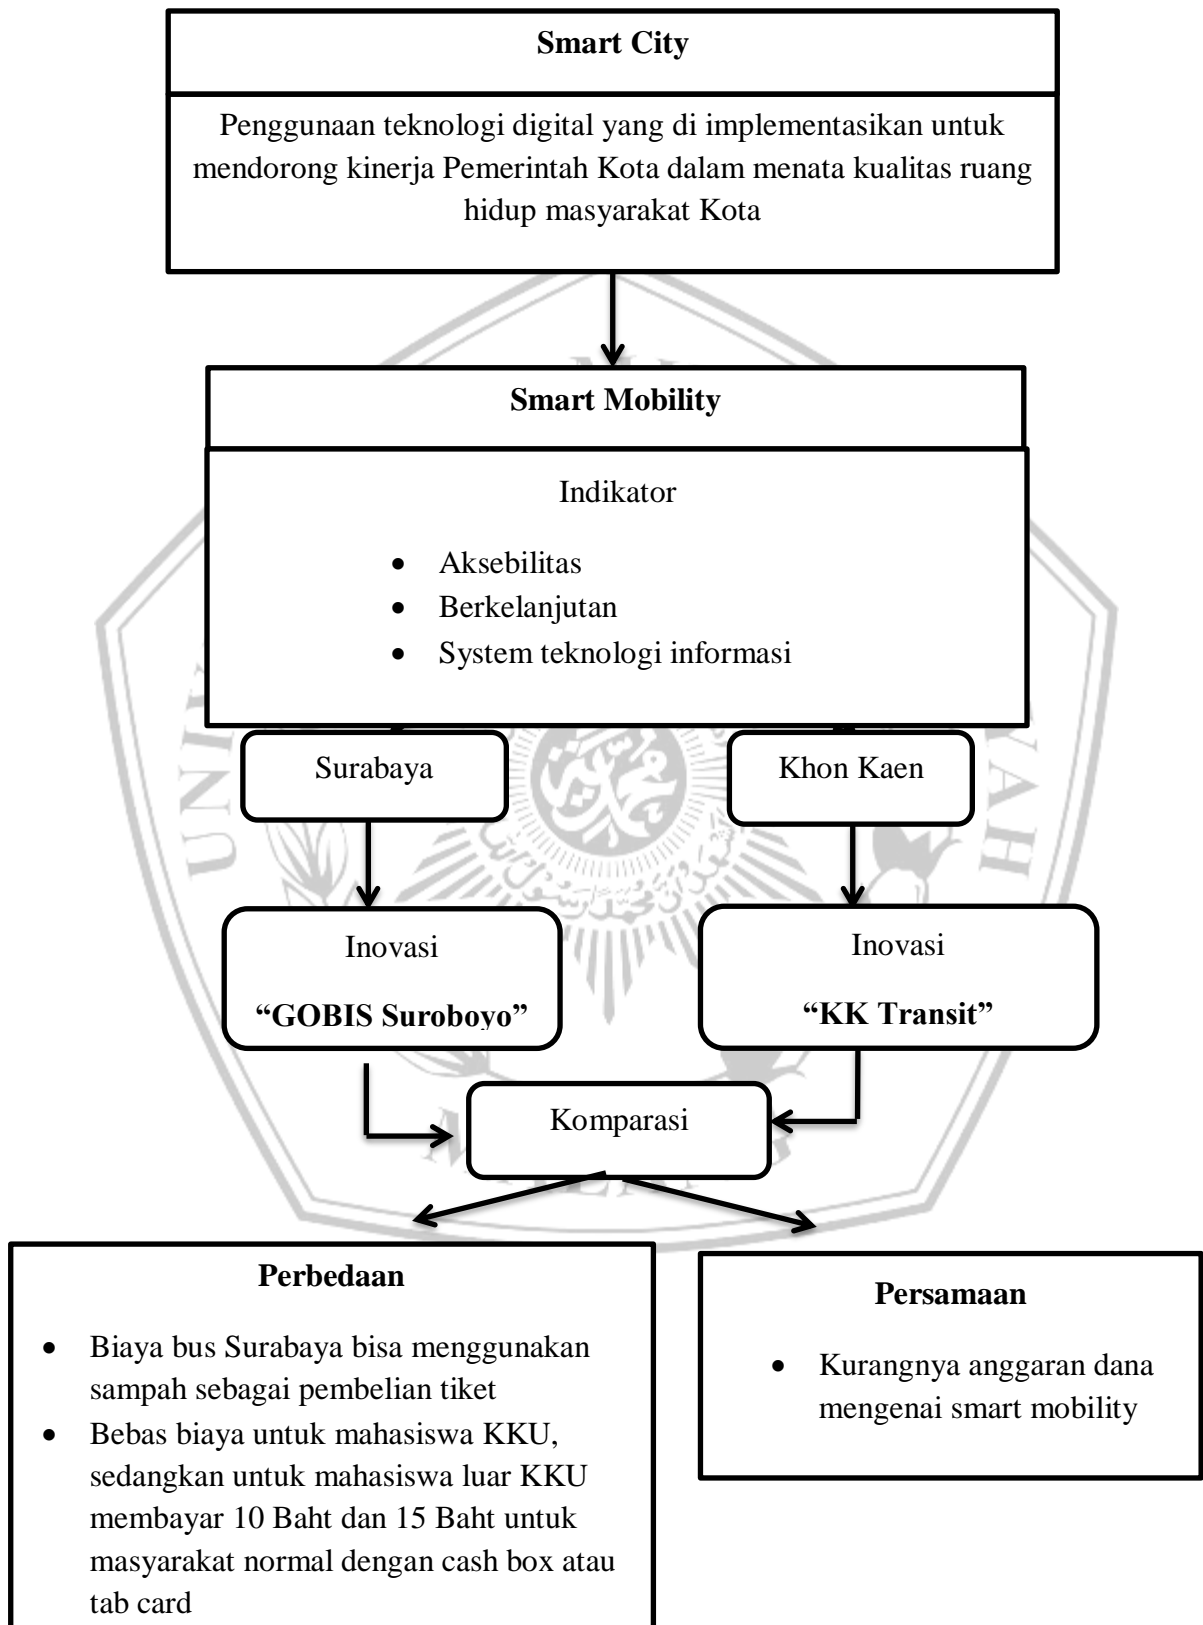 Smart City
Penggunaan teknologi digital yang di implementasikan untuk
mendorong kinerja Pemerintah Kota dalam menata kualitas ruang
hidup masyarakat Kota
Smart Mobility
Indikator
• Aksebilitas
• Berkelanjutan
• System teknologi informasi
Surabaya
Khon Kaen
Inovasi
“GOBIS Suroboyo”
Inovasi
“KK Transit”
Komparasi
Perbedaan
• Biaya bus Surabaya bisa menggunakan
sampah sebagai pembelian tiket
• Bebas biaya untuk mahasiswa KKU,
sedangkan untuk mahasiswa luar KKU
membayar 10 Baht dan 15 Baht untuk
masyarakat normal dengan cash box atau
tab card
Persamaan
• Kurangnya anggaran dana
mengenai smart mobility